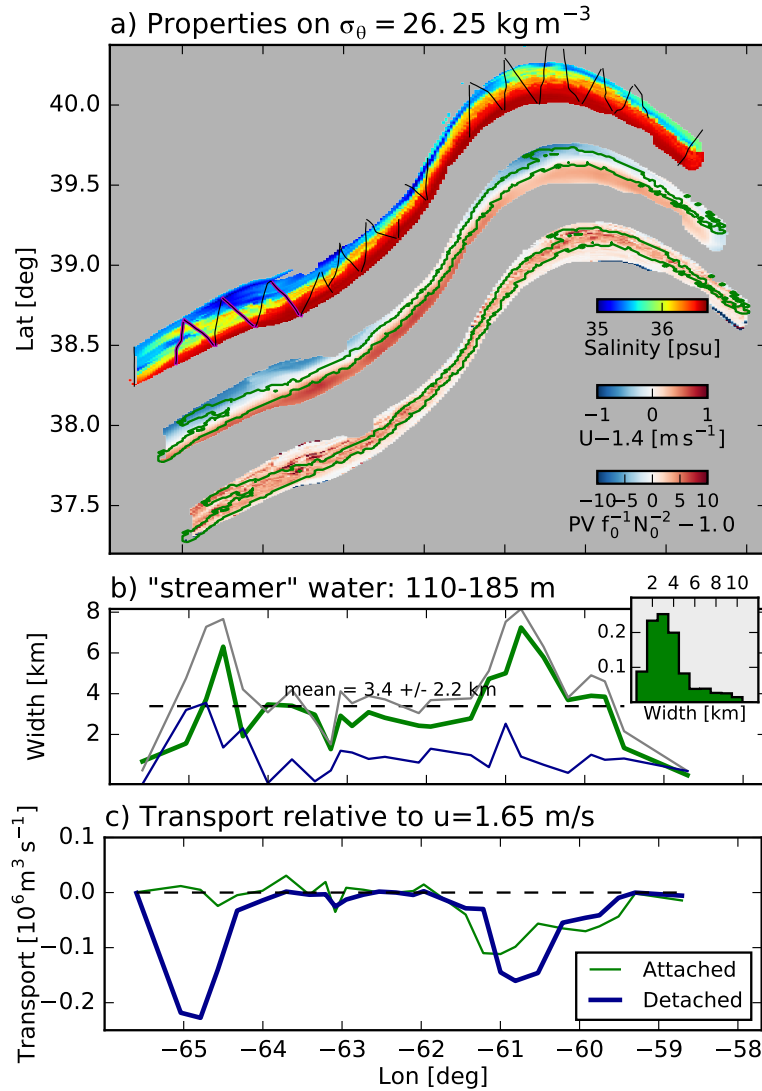 a) Properties on σθ = 26.25 kg m⁻³
40.0
39.5
39.0
38.5
38.0
37.5
Lat [deg]
35 36
Salinity [psu]
−1 0 1
U−1.4 [m s⁻¹]
−10 −5 0 5 10
PV f₀⁻¹N₀⁻² − 1.0
b) "streamer" water: 110-185 m
8
6
4
2
Width [km]
mean = 3.4 +/- 2.2 km
2 4 6 8 10
0.2
0.1
Width [km]
c) Transport relative to u=1.65 m/s
0.1
0.0
−0.1
−0.2
Transport [10⁶ m³ s⁻¹]
Attached
Detached
−65 −64 −63 −62 −61 −60 −59 −58
Lon [deg]